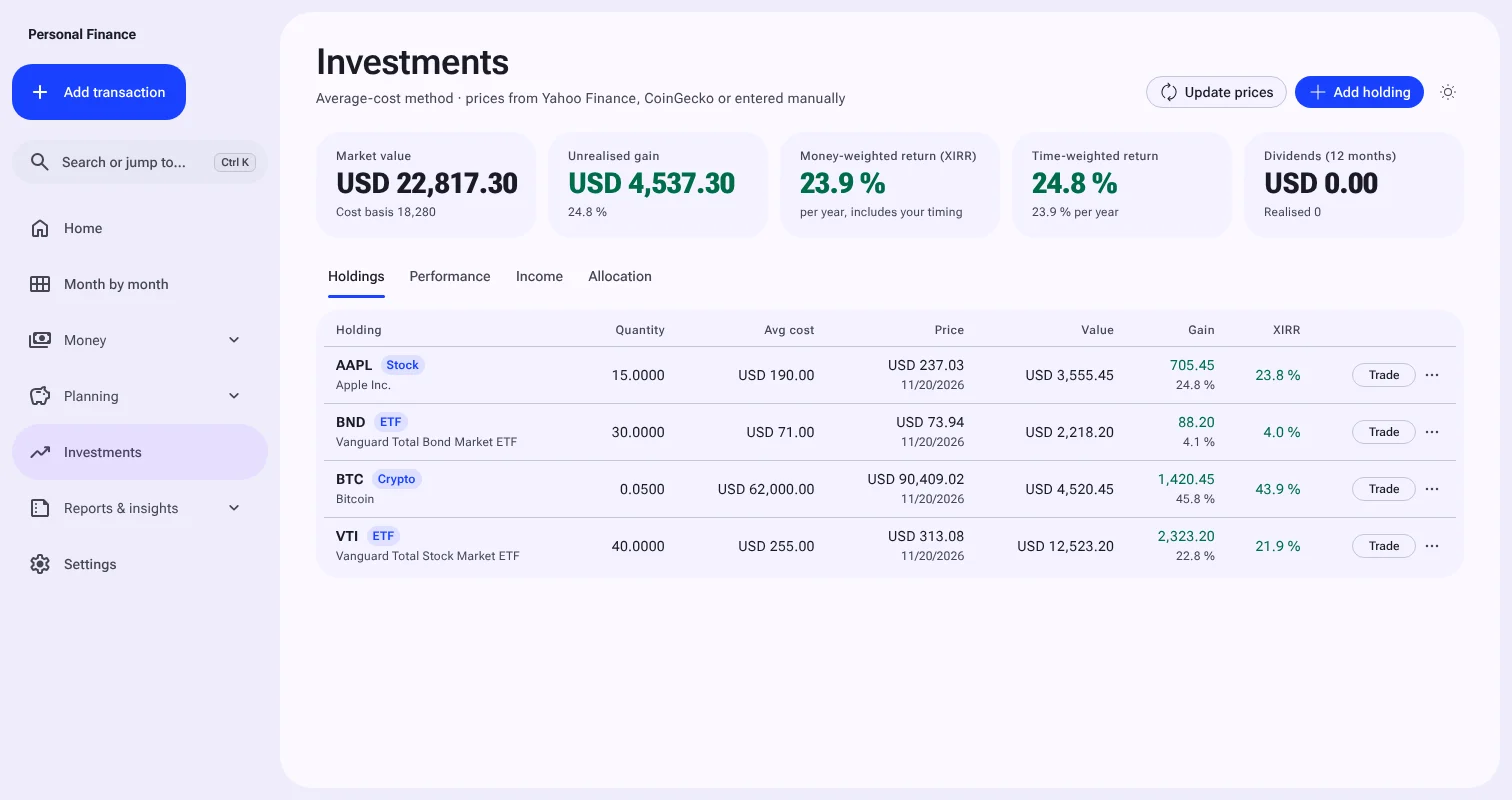 Personal Finance
Add transaction
Search or jump to... Ctrl K
Home
Month by month
Money
Planning
Investments
Reports & insights
Settings
Investments
Average-cost method · prices from Yahoo Finance, CoinGecko or entered manually
Update prices
Add holding
Market value
USD 22,817.30
Cost basis 18,280
Unrealised gain
USD 4,537.30
24.8 %
Money-weighted return (XIRR)
23.9 %
per year, includes your timing
Time-weighted return
24.8 %
23.9 % per year
Dividends (12 months)
USD 0.00
Realised 0
Holdings Performance Income Allocation
Holding Quantity Avg cost Price Value Gain XIRR
AAPL Stock 15.0000 USD 190.00 USD 237.03 USD 3,555.45 705.45 23.8 % Trade
Apple Inc. 11/20/2026 24.8 %
BND ETF 30.0000 USD 71.00 USD 73.94 USD 2,218.20 88.20 4.0 % Trade
Vanguard Total Bond Market ETF 11/20/2026 4.1 %
BTC Crypto 0.0500 USD 62,000.00 USD 90,409.02 USD 4,520.45 1,420.45 43.9 % Trade
Bitcoin 11/20/2026 45.8 %
VTI ETF 40.0000 USD 255.00 USD 313.08 USD 12,523.20 2,323.20 21.9 % Trade
Vanguard Total Stock Market ETF 11/20/2026 22.8 %